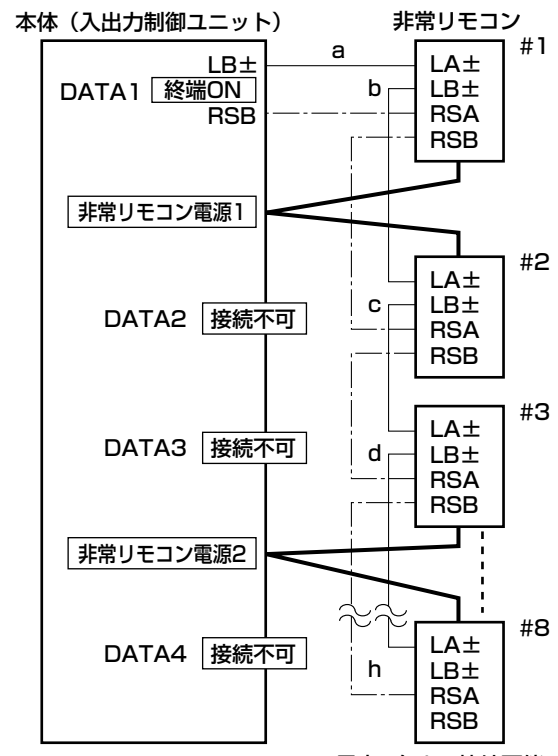 本体（入出力制御ユニット）
非常リモコン
#1
LB±
DATA1 終端ON
RSB
a
b
LA±
LB±
RSA
RSB
非常リモコン電源1
#2
LA±
LB±
RSA
RSB
DATA2 接続不可
c
#3
LA±
LB±
RSA
RSB
DATA3 接続不可
d
非常リモコン電源2
#8
LA±
LB±
RSA
RSB
DATA4 接続不可
h